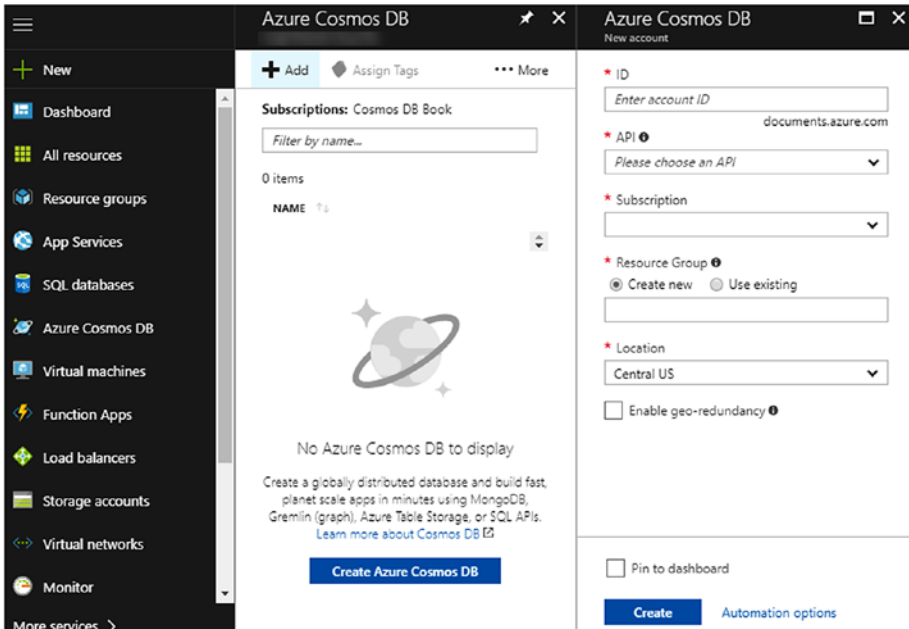 New
Dashboard
All resources
Resource groups
App Services
SQL databases
Azure Cosmos DB
Virtual machines
Function Apps
Load balancers
Storage accounts
Virtual networks
Monitor
More services
Azure Cosmos DB
Add
Assign Tags
More
Subscriptions: Cosmos DB Book
Filter by name...
0 items
NAME
No Azure Cosmos DB to display
Create a globally distributed database and build fast,
planet scale apps in minutes using MongoDB,
Gremlin (graph), Azure Table Storage, or SQL APIs.
Learn more about Cosmos DB
Create Azure Cosmos DB
Azure Cosmos DB
New account
* ID
Enter account ID
documents.azure.com
* API
Please choose an API
* Subscription
* Resource Group
Create new Use existing
* Location
Central US
Enable geo-redundancy
Pin to dashboard
Create Automation options